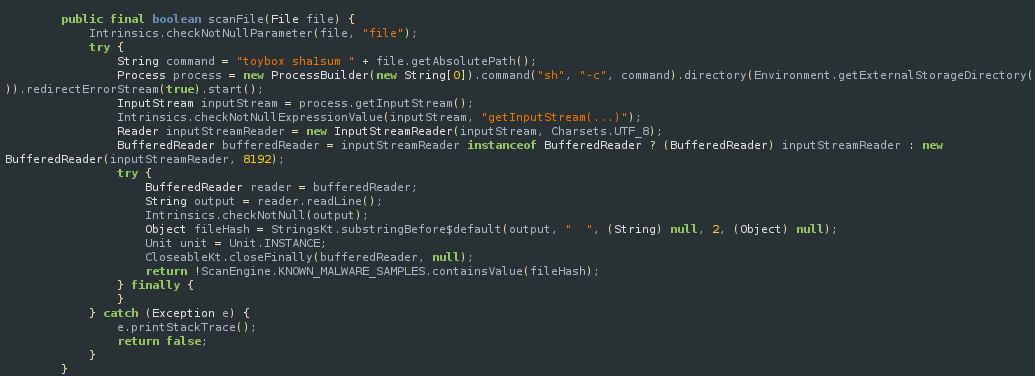 public final boolean scanFile(File file) {
Intrinsics.checkNotNullParameter(file, "file");
try {
String command = "toybox sha1sum " + file.getAbsolutePath();
Process process = new ProcessBuilder(new String[0]).command("sh", "-c", command).directory(Environment.getExternalStorageDirectory(
)).redirectErrorStream(true).start();
InputStream inputStream = process.getInputStream();
Intrinsics.checkNotNullExpressionValue(inputStream, "getInputStream(...)");
Reader inputStreamReader = new InputStreamReader(inputStream, Charsets.UTF_8);
BufferedReader bufferedReader = inputStreamReader instanceof BufferedReader ? (BufferedReader) inputStreamReader : new
BufferedReader(inputStreamReader, 8192);
try {
BufferedReader reader = bufferedReader;
String output = reader.readLine();
Intrinsics.checkNotNull(output);
Object fileHash = StringsKt.substringBefore$default(output, "  ", (String) null, 2, (Object) null);
Unit unit = Unit.INSTANCE;
CloseableKt.closeFinally(bufferedReader, null);
return !ScanEngine.KNOWN_MALWARE_SAMPLES.containsValue(fileHash);
} finally {
}
} catch (Exception e) {
e.printStackTrace();
return false;
}
}